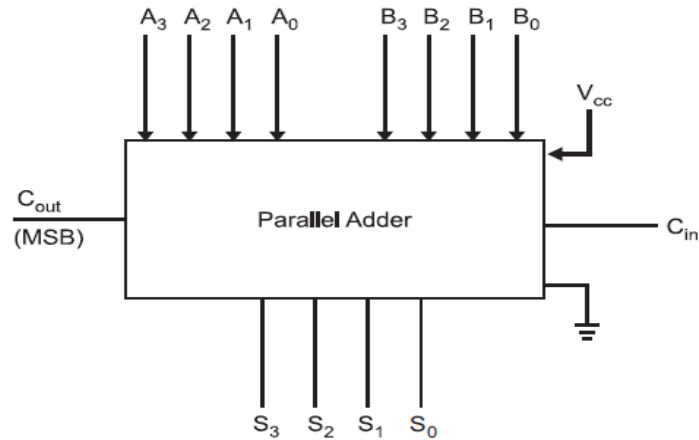 A₃ A₂ A₁ A₀ B₃ B₂ B₁ B₀
Vcc
Cout
(MSB)
Parallel Adder
Cin
S₃ S₂ S₁ S₀